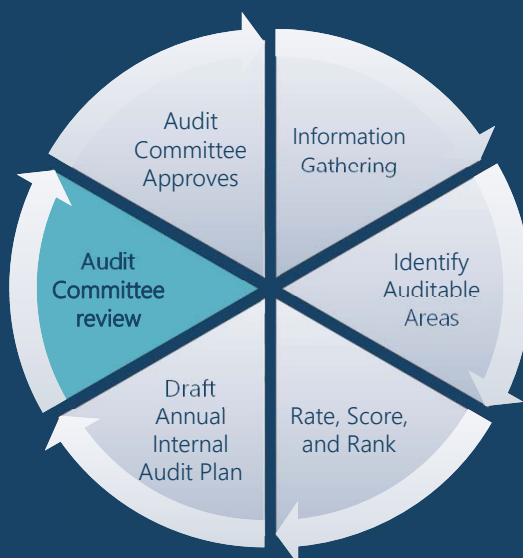 Information
Gathering
Identify
Auditable
Areas
Rate, Score,
and Rank
Draft
Annual
Internal
Audit Plan
Audit
Committee
review
Audit
Committee
Approves